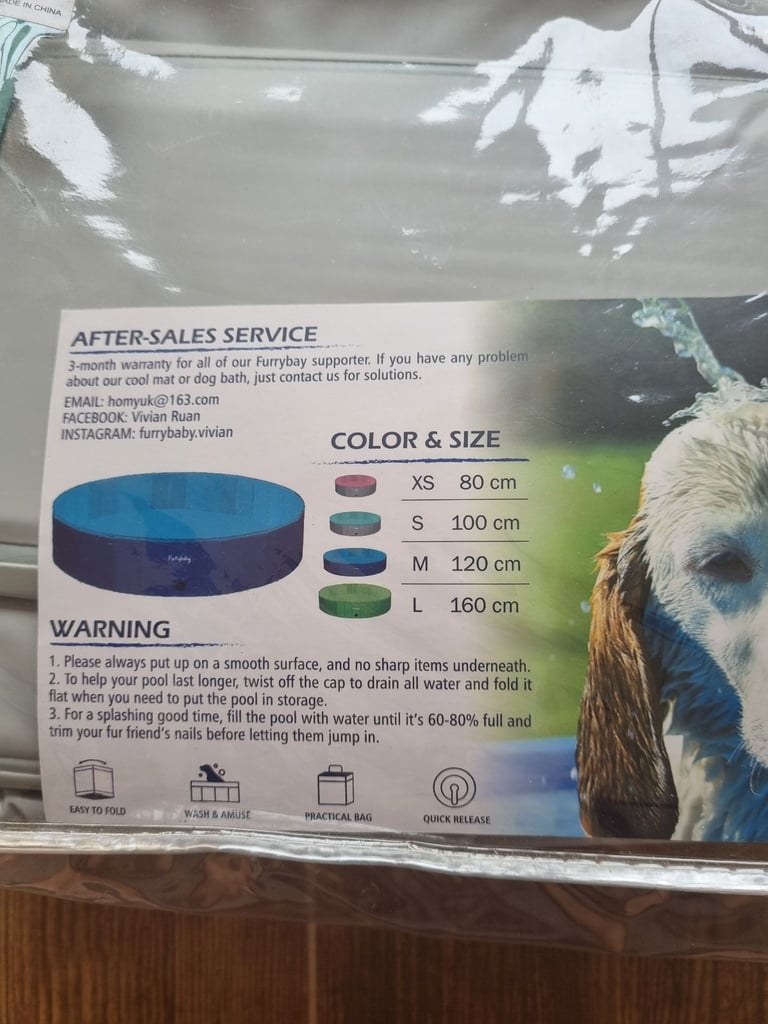 MADE IN CHINA
AFTER-SALES SERVICE
3-month warranty for all of our Furrybay supporter. If you have any problem
about our cool mat or dog bath, just contact us for solutions.
EMAIL: homyuk@163.com
FACEBOOK: Vivian Ruan
INSTAGRAM: furrybaby.vivian
COLOR & SIZE
XS 80 cm
S 100 cm
M 120 cm
L 160 cm
Furrybaby
WARNING
1. Please always put up on a smooth surface, and no sharp items underneath.
2. To help your pool last longer, twist off the cap to drain all water and fold it
flat when you need to put the pool in storage.
3. For a splashing good time, fill the pool with water until it's 60-80% full and
trim your fur friend's nails before letting them jump in.
EASY TO FOLD
WASH & AMUSE
PRACTICAL BAG
QUICK RELEASE